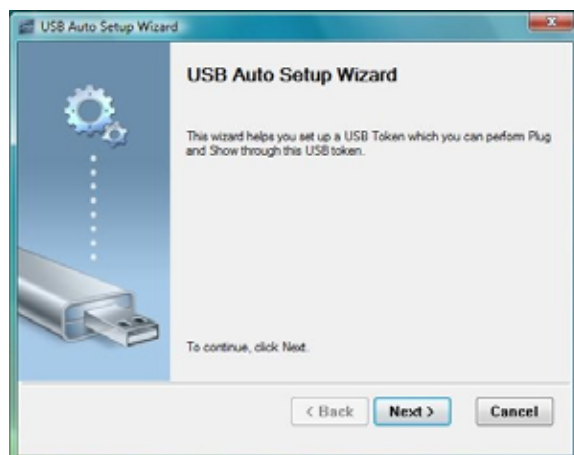 USB Auto Setup Wizard
USB Auto Setup Wizard
This wizard helps you set up a USB Token which you can perform Plug
and Show through this USB token.
To continue, click Next.
< Back Next > Cancel